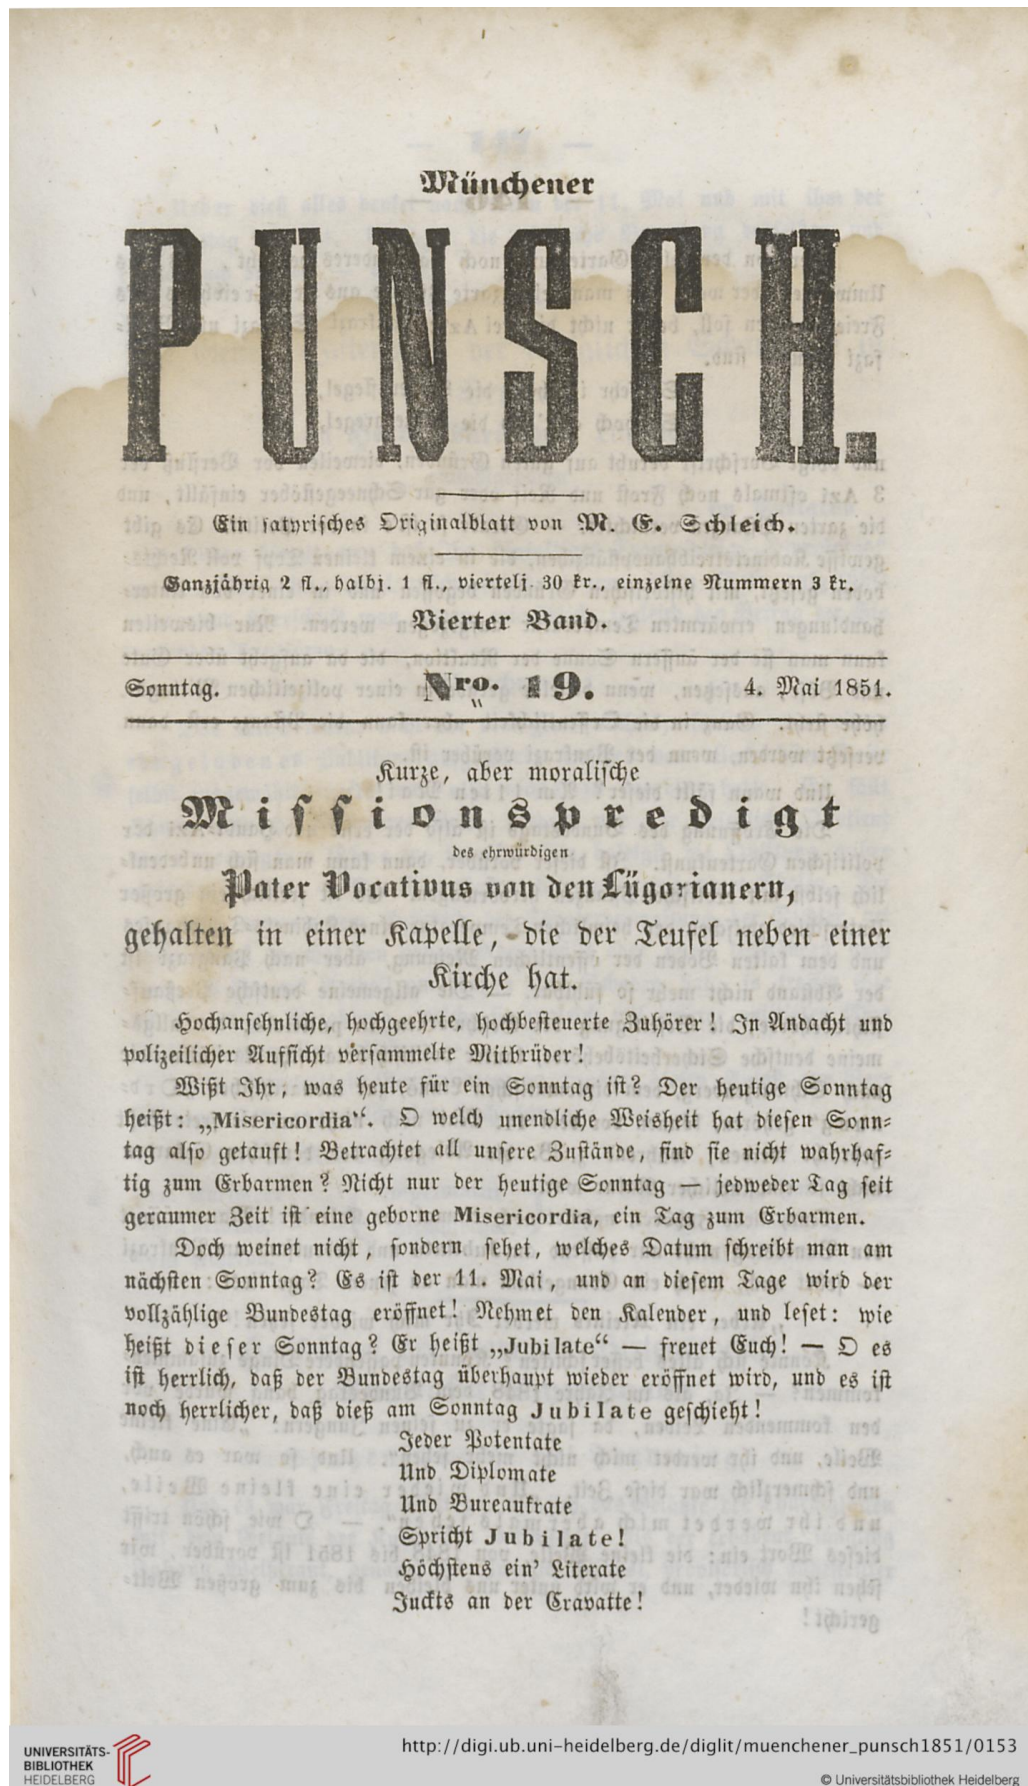 Münchener
PUNSCH.
Ein satyrisches Originalblatt von M. E. Schleich.
Ganzjährig 2 fl., halbj. 1 fl., viertelj. 30 kr., einzelne Nummern 3 kr.
Vierter Band.
Sonntag. Nro. 19. 4. Mai 1851.
Kurze, aber moralische
Missionspredigt
des ehrwürdigen
Pater Vocativus von den Lügorianern,
gehalten in einer Kapelle, die der Teufel neben einer
Kirche hat.
Hochansehnliche, hochgeehrte, hochbesteuerte Zuhörer! In Andacht und
polizeilicher Aufsicht versammelte Mitbrüder!
Wißt Ihr, was heute für ein Sonntag ist? Der heutige Sonntag
heißt: „Misericordia“. O welch unendliche Weisheit hat diesen Sonn-
tag also getauft! Betrachtet all unsere Zustände, sind sie nicht wahrhaf-
tig zum Erbarmen? Nicht nur der heutige Sonntag — jedweder Tag seit
geraumer Zeit ist eine geborne Misericordia, ein Tag zum Erbarmen.
Doch weinet nicht, sondern sehet, welches Datum schreibt man am
nächsten Sonntag? Es ist der 11. Mai, und an diesem Tage wird der
vollzählige Bundestag eröffnet! Nehmet den Kalender, und leset: wie
heißt dieser Sonntag? Er heißt „Jubilate“ — freuet Euch! — O es
ist herrlich, daß der Bundestag überhaupt wieder eröffnet wird, und es ist
noch herrlicher, daß dieß am Sonntag Jubilate geschieht!
Jeder Potentate
Und Diplomate
Und Bureaukrate
Spricht Jubilate!
Höchstens ein' Literate
Juckts an der Cravatte!
UNIVERSITÄTS-
BIBLIOTHEK
HEIDELBERG
http://digi.ub.uni-heidelberg.de/diglit/muenchener_punsch1851/0153
© Universitätsbibliothek Heidelberg